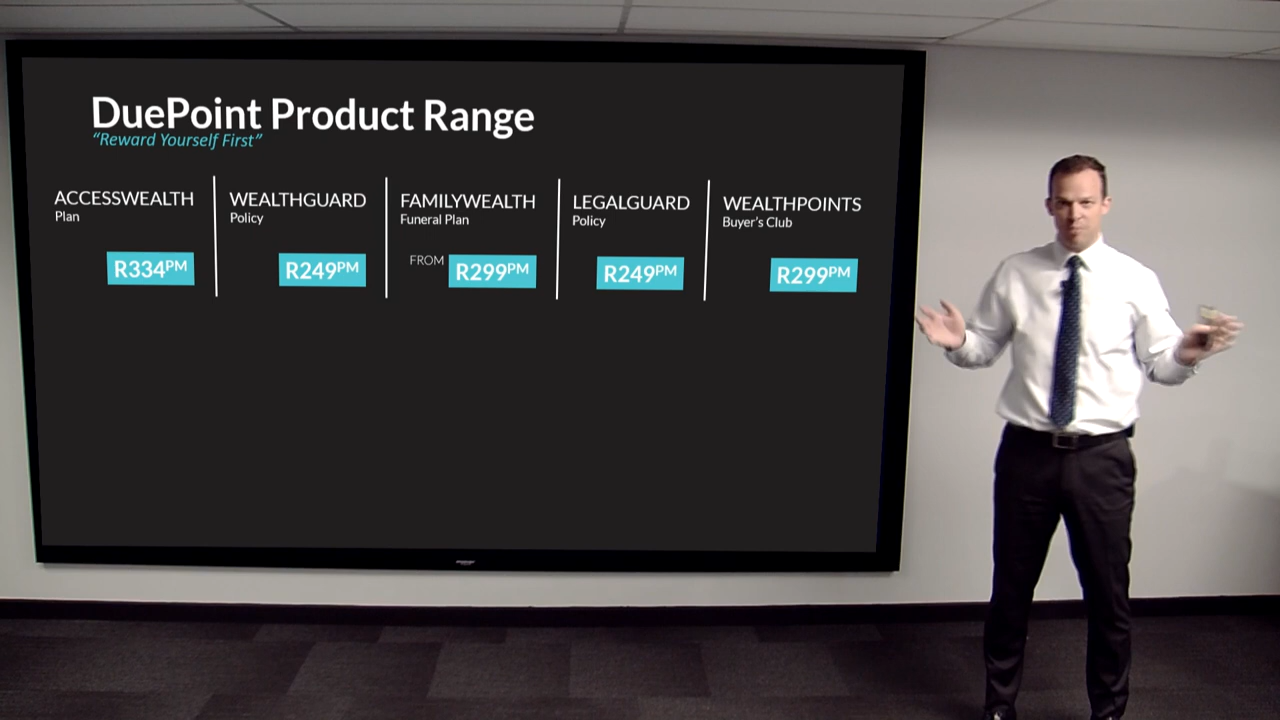 DuePoint Product Range
“Reward Yourself First”
ACCESSWEALTH
Plan
R334PM
WEALTHGUARD
Policy
R249PM
FAMILYWEALTH
Funeral Plan
FROM R299PM
LEGALGUARD
Policy
R249PM
WEALTHPOINTS
Buyer’s Club
R299PM